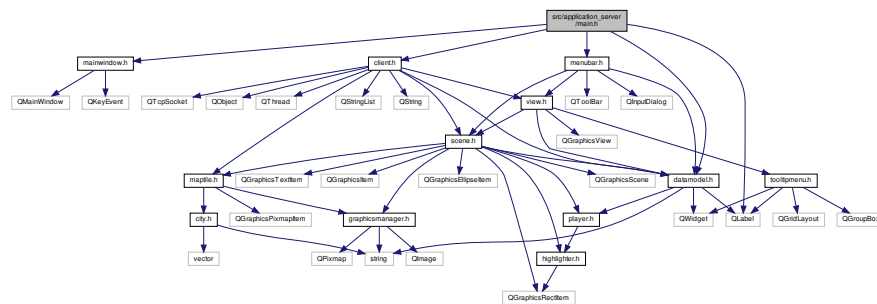 src/application_server
/main.h
mainwindow.h
client.h
menubar.h
QMainWindow
QKeyEvent
QTcpSocket
QObject
QThread
QStringList
QString
view.h
QToolBar
QInputDialog
scene.h
QGraphicsView
maptile.h
QGraphicsTextItem
QGraphicsItem
QGraphicsEllipseItem
QGraphicsScene
datamodel.h
tooltipmenu.h
city.h
QGraphicsPixmapItem
graphicsmanager.h
player.h
QWidget
QLabel
QGridLayout
QGroupBox
vector
QPixmap
string
QImage
highlighter.h
QGraphicsRectItem